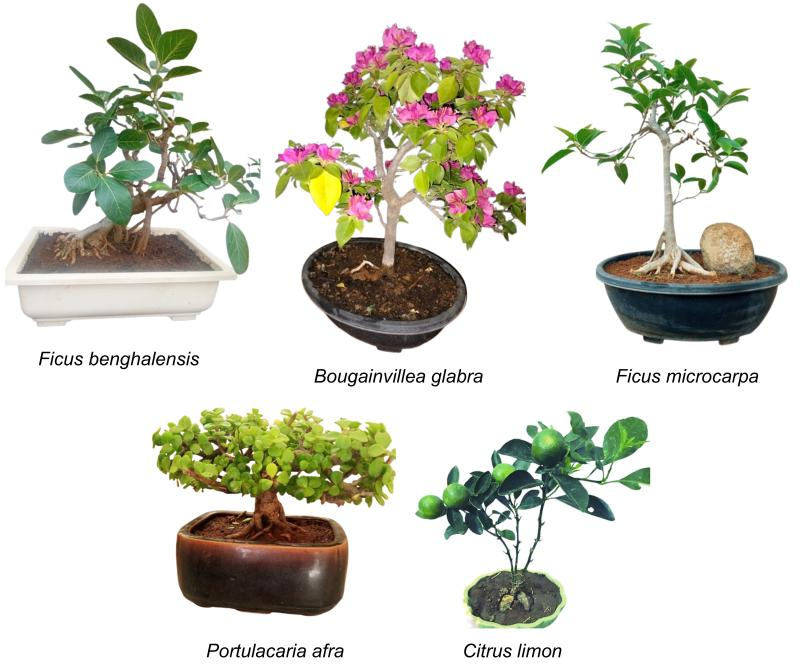 Ficus benghalensis
Bougainvillea glabra
Ficus microcarpa
Portulacaria afra
Citrus limon